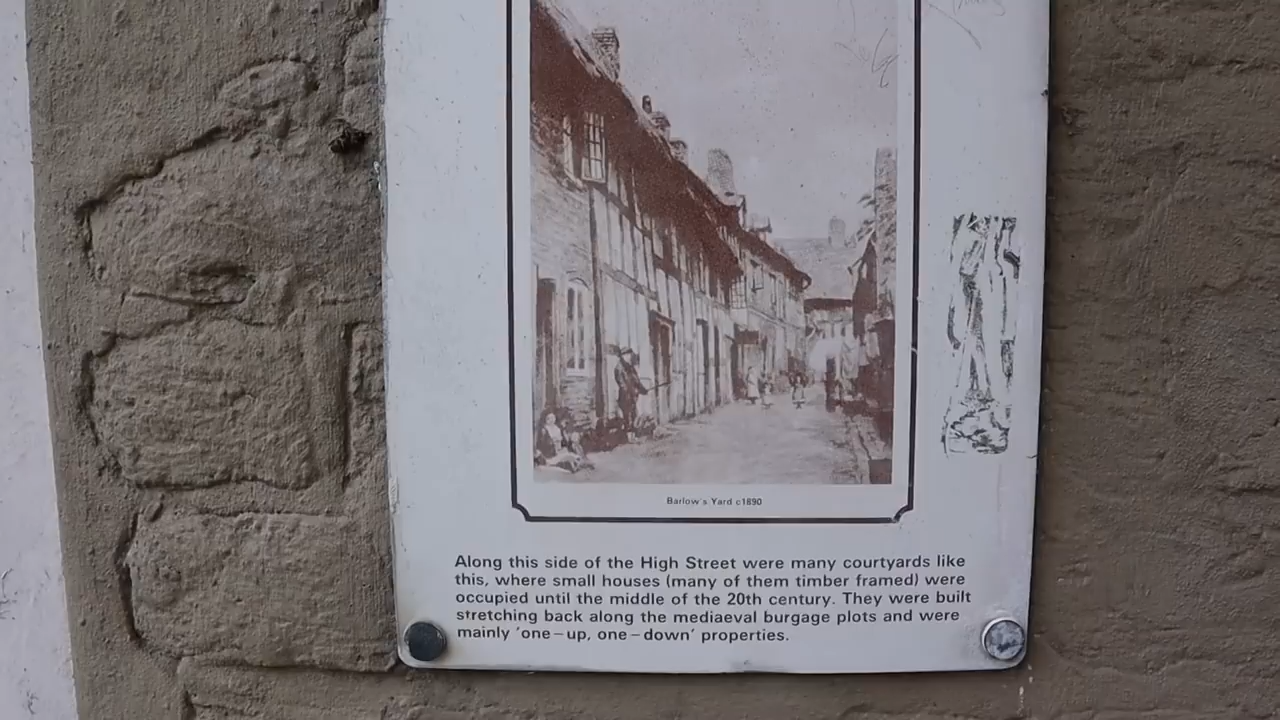 Barlow's Yard c1890
Along this side of the High Street were many courtyards like
this, where small houses (many of them timber framed) were
occupied until the middle of the 20th century. They were built
stretching back along the mediaeval burgage plots and were
mainly 'one-up, one-down' properties.